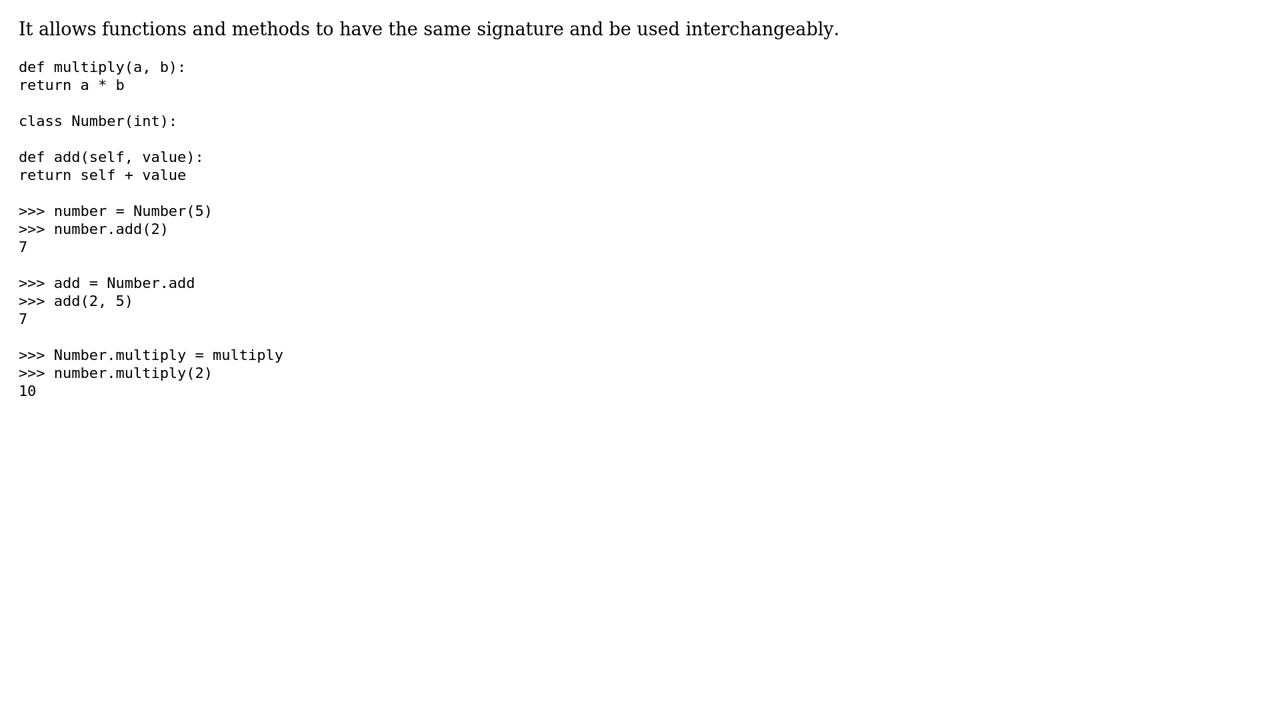 It allows functions and methods to have the same signature and be used interchangeably.
def multiply(a, b):
return a * b
class Number(int):
def add(self, value):
return self + value
>>> number = Number(5)
>>> number.add(2)
7
>>> add = Number.add
>>> add(2, 5)
7
>>> Number.multiply = multiply
>>> number.multiply(2)
10